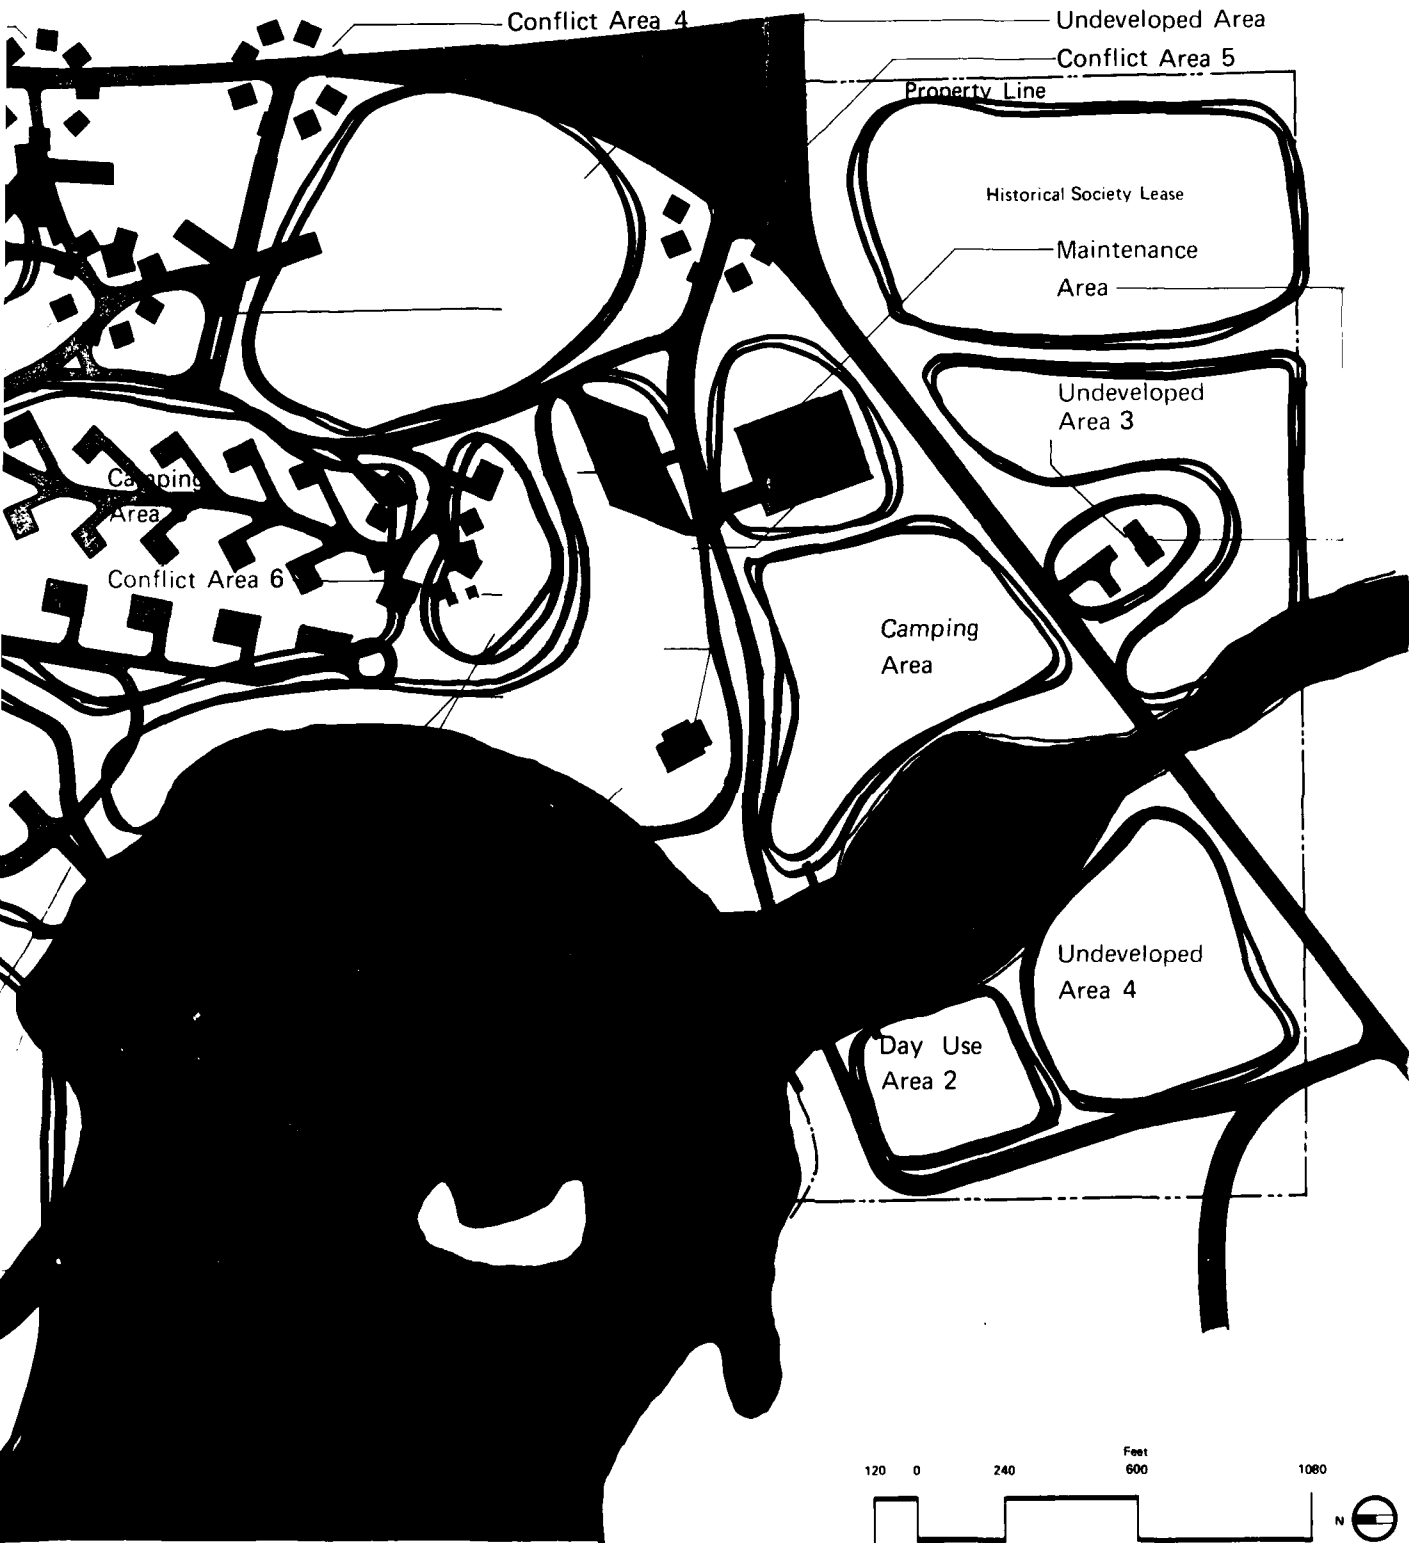 Conflict Area 4
Undeveloped Area
Conflict Area 5
Property Line
Historical Society Lease
Maintenance
Area
Undeveloped
Area 3
Camping
Area
Conflict Area 6
Camping
Area
Undeveloped
Area 4
Day Use
Area 2
Feet
120 0 240 600 1080
N